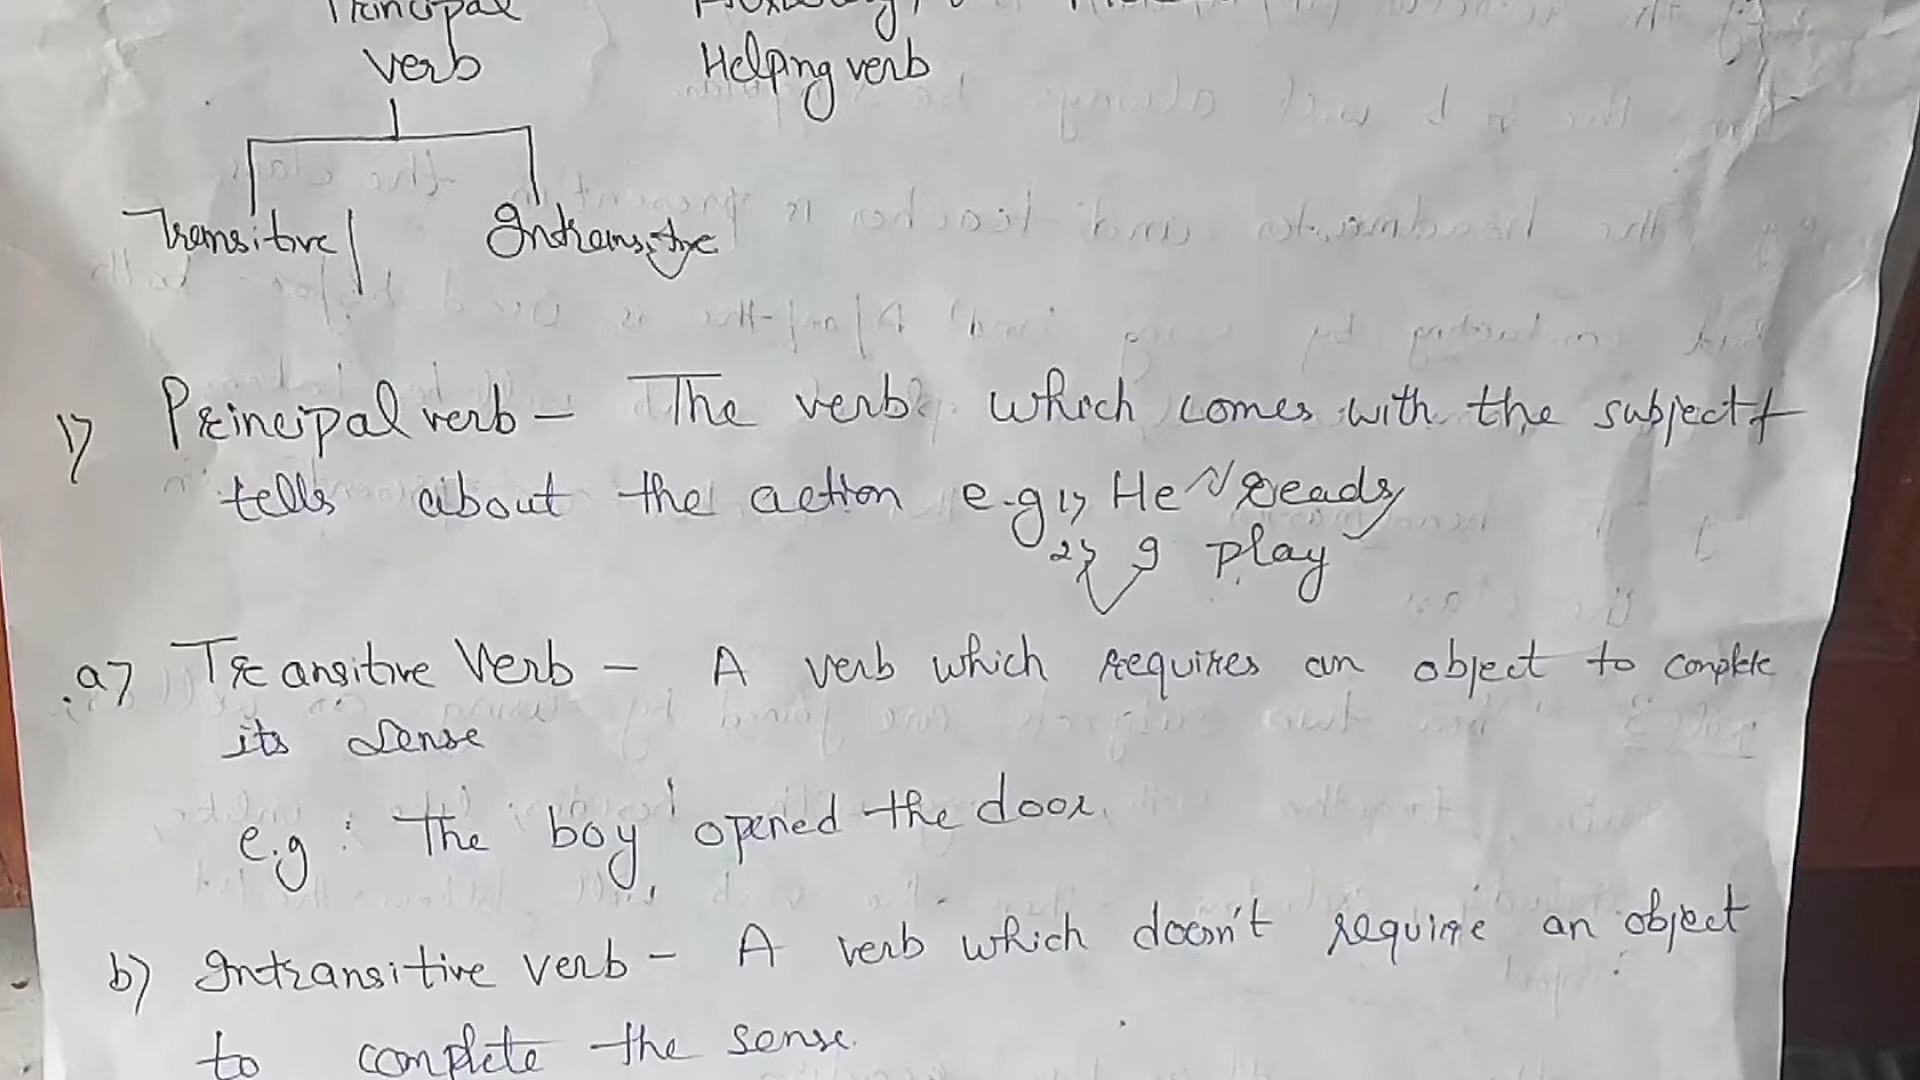 Principal
verb
Helping verb
Transitive
Intransitive
1) Principal verb - The verb which comes with the subject +
tells about the action e.g 1) He reads
2) I play
a) Transitive Verb - A verb which requires an object to complete
its sense
e.g : The boy opened the door.
b) Intransitive verb - A verb which doesn't require an object
to complete the sense.